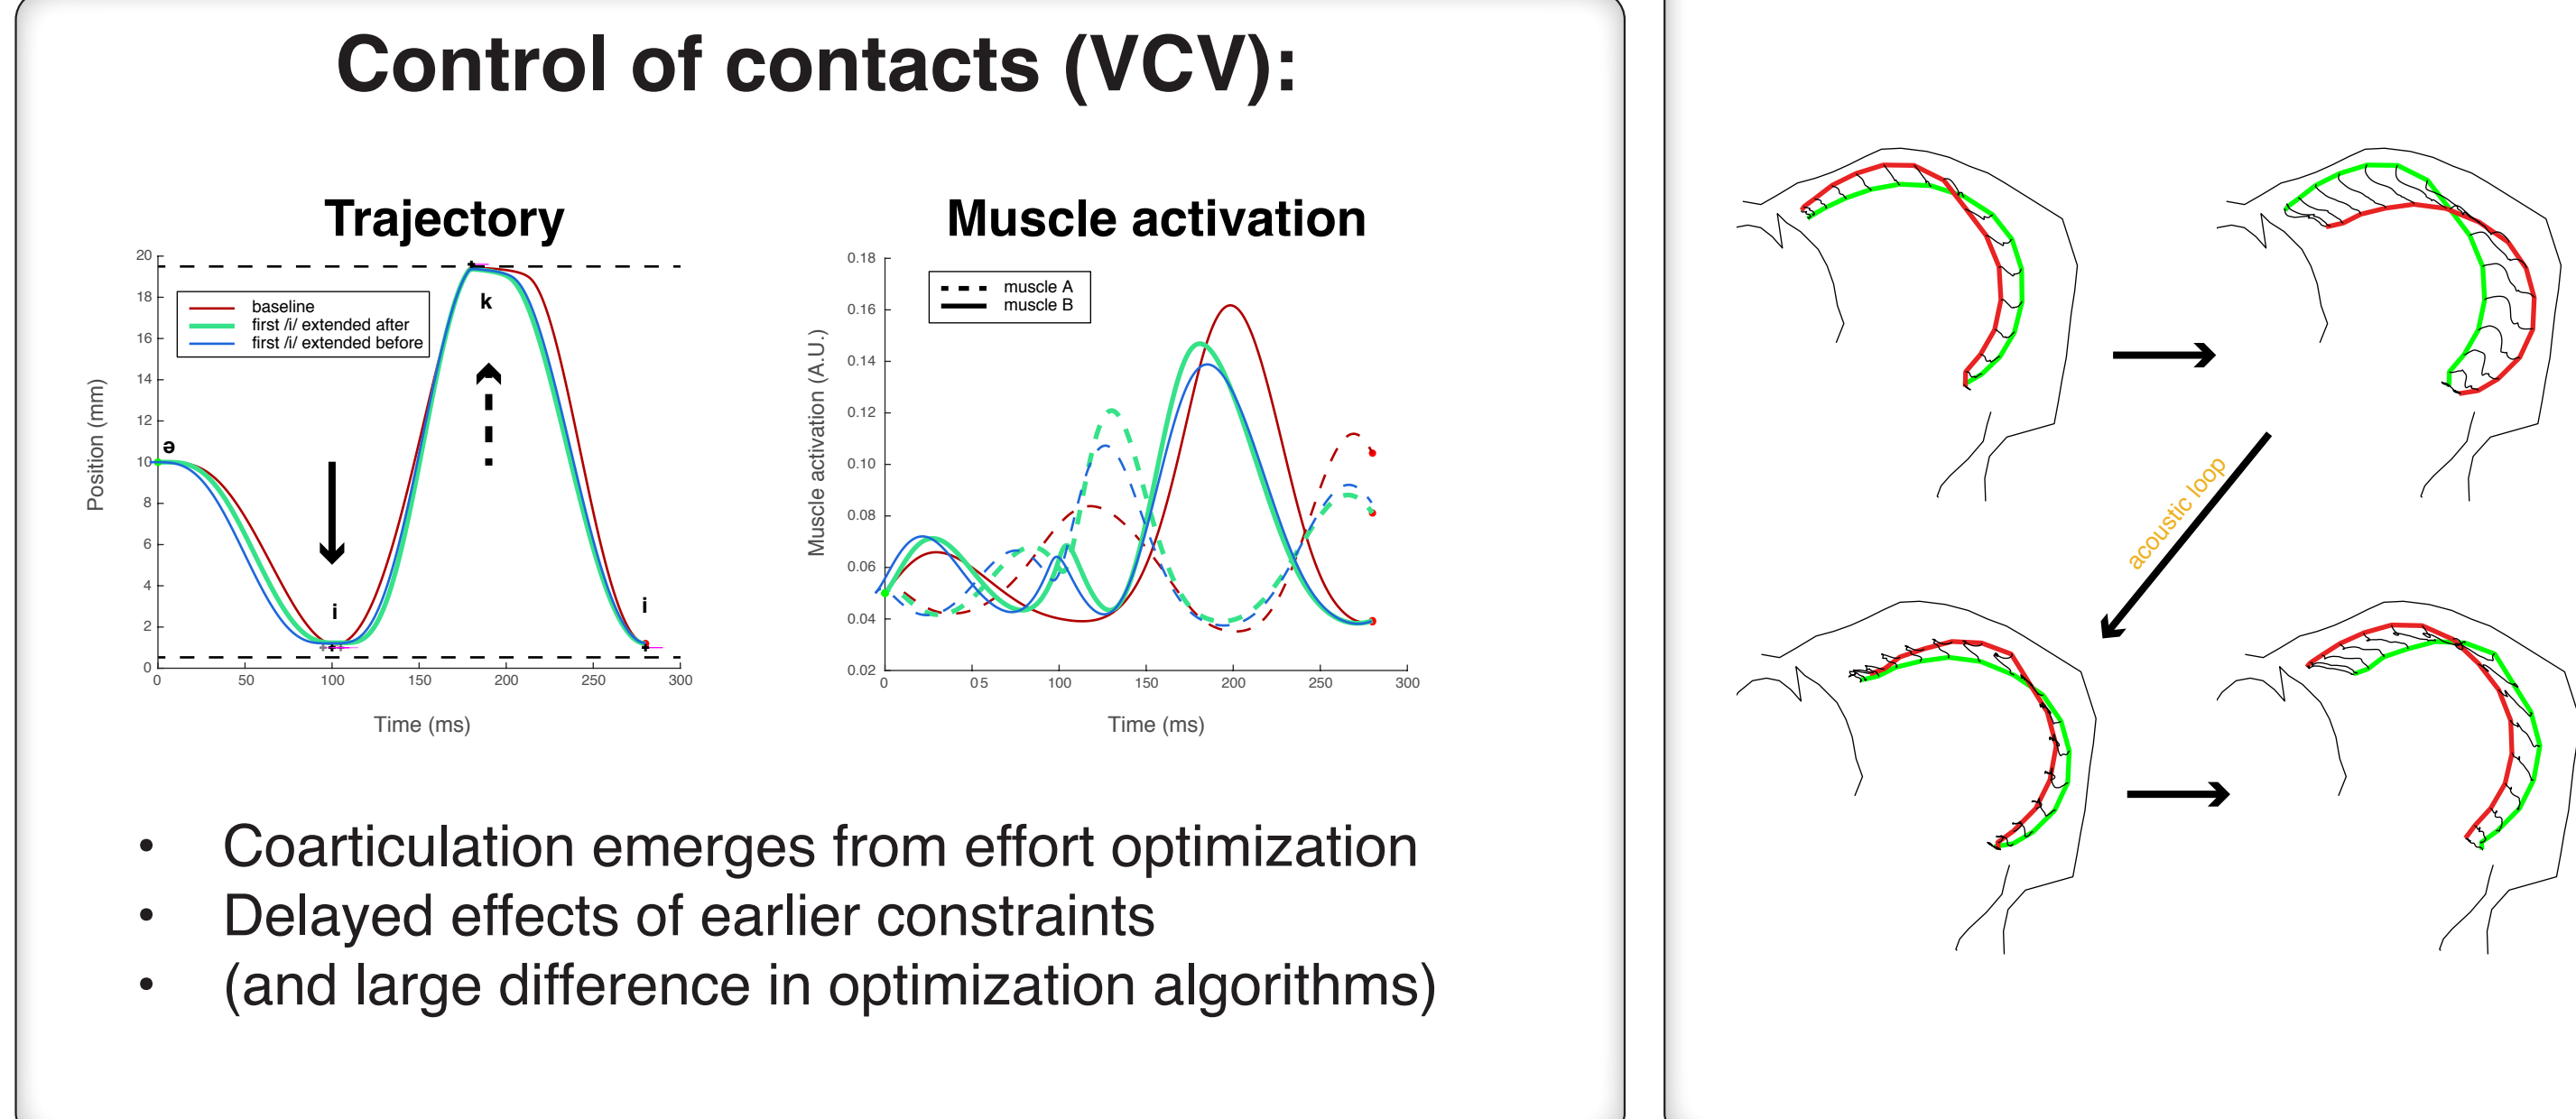 Control of contacts (VCV):
Trajectory
20
18
16
14
12
10
8
6
4
2
0
Position (mm)
baseline
first /i/ extended after
first /i/ extended before
ə
i
k
i
0 50 100 150 200 250 300
Time (ms)
Muscle activation
0.18
0.16
0.14
0.12
0.10
0.08
0.06
0.04
0.02
Muscle activation (A.U.)
muscle A
muscle B
0 05 100 150 200 250 300
Time (ms)
• Coarticulation emerges from effort optimization
• Delayed effects of earlier constraints
• (and large difference in optimization algorithms)
acoustic loop